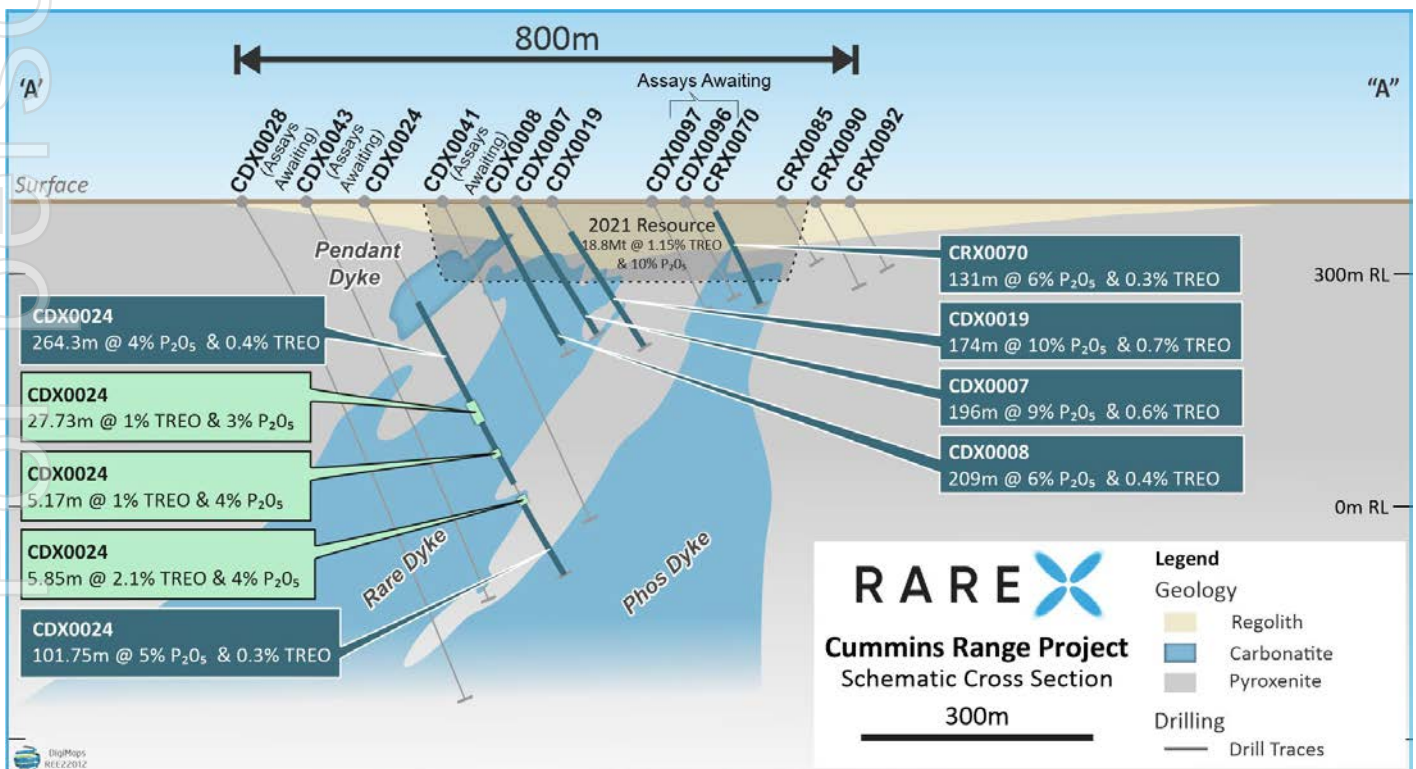 800m
'A'
"A"
Assays Awaiting
CDX0028
(Assays
Awaiting)
CDX0043
(Assays
Awaiting)
CDX0024
CDX0041
(Assays
Awaiting)
CDX0008
CDX0007
CDX0019
CDX0097
CDX0096
CRX0070
CRX0085
CRX0090
CRX0092
Surface
2021 Resource
18.8Mt @ 1.15% TREO
& 10% P₂O₅
Pendant
Dyke
300m RL
CDX0024
264.3m @ 4% P₂O₅ & 0.4% TREO
CDX0024
27.73m @ 1% TREO & 3% P₂O₅
CDX0024
5.17m @ 1% TREO & 4% P₂O₅
CDX0024
5.85m @ 2.1% TREO & 4% P₂O₅
CDX0024
101.75m @ 5% P₂O₅ & 0.3% TREO
CRX0070
131m @ 6% P₂O₅ & 0.3% TREO
CDX0019
174m @ 10% P₂O₅ & 0.7% TREO
CDX0007
196m @ 9% P₂O₅ & 0.6% TREO
CDX0008
209m @ 6% P₂O₅ & 0.4% TREO
0m RL
Rare Dyke
Phos Dyke
RAREX
Cummins Range Project
Schematic Cross Section
300m
Legend
Geology
Regolith
Carbonatite
Pyroxenite
Drilling
Drill Traces
DigiMaps
REE22012